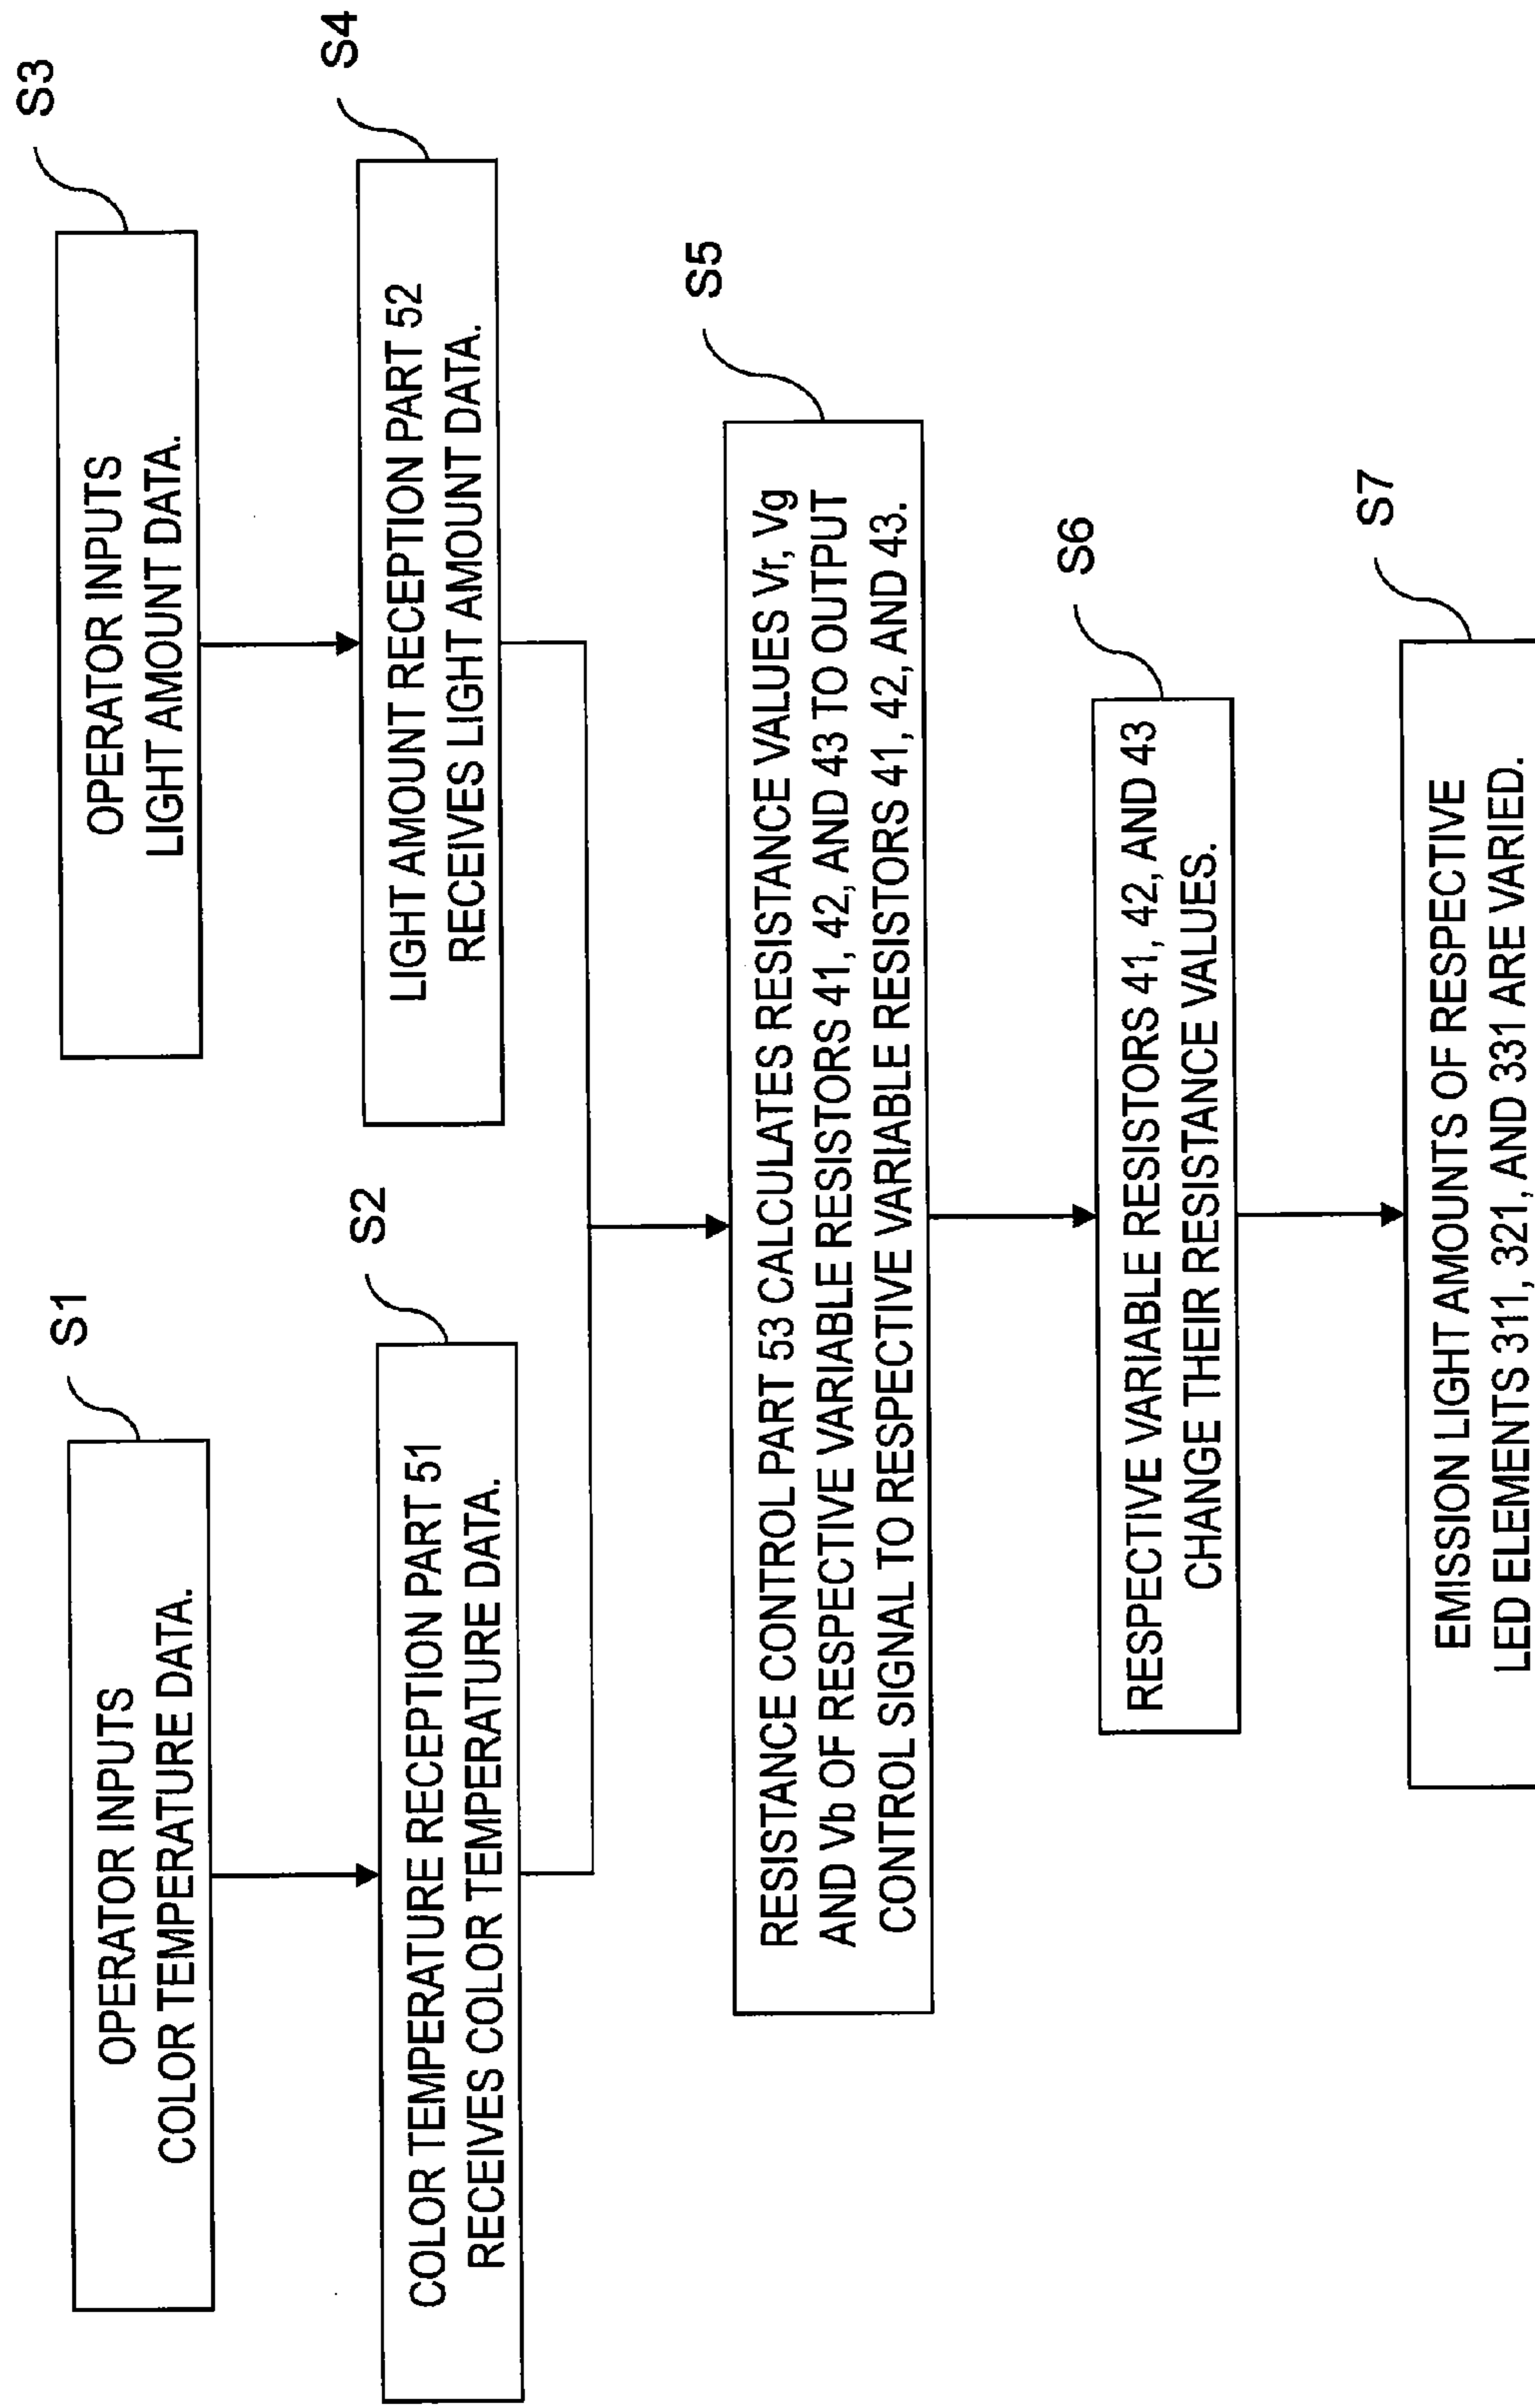 S1
OPERATOR INPUTS
COLOR TEMPERATURE DATA.
S2
COLOR TEMPERATURE RECEPTION PART 51
RECEIVES COLOR TEMPERATURE DATA.
S3
OPERATOR INPUTS
LIGHT AMOUNT DATA.
S4
LIGHT AMOUNT RECEPTION PART 52
RECEIVES LIGHT AMOUNT DATA.
S5
RESISTANCE CONTROL PART 53 CALCULATES RESISTANCE VALUES Vr, Vg
AND Vb OF RESPECTIVE VARIABLE RESISTORS 41, 42, AND 43 TO OUTPUT
CONTROL SIGNAL TO RESPECTIVE VARIABLE RESISTORS 41, 42, AND 43.
S6
RESPECTIVE VARIABLE RESISTORS 41, 42, AND 43
CHANGE THEIR RESISTANCE VALUES.
S7
EMISSION LIGHT AMOUNTS OF RESPECTIVE
LED ELEMENTS 311, 321, AND 331 ARE VARIED.